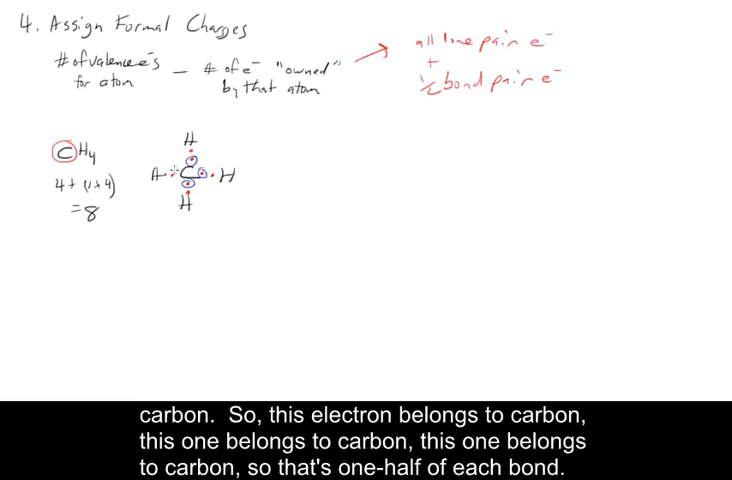 4. Assign Formal Charges
# of valence e⁻s – # of e⁻ "owned"
for atom by that atom
all lone pair e⁻
+
1/2 bond pair e⁻
CH4
4 + (1×4)
= 8
H
H C H
H
carbon. So, this electron belongs to carbon,
this one belongs to carbon, this one belongs
to carbon, so that's one-half of each bond.